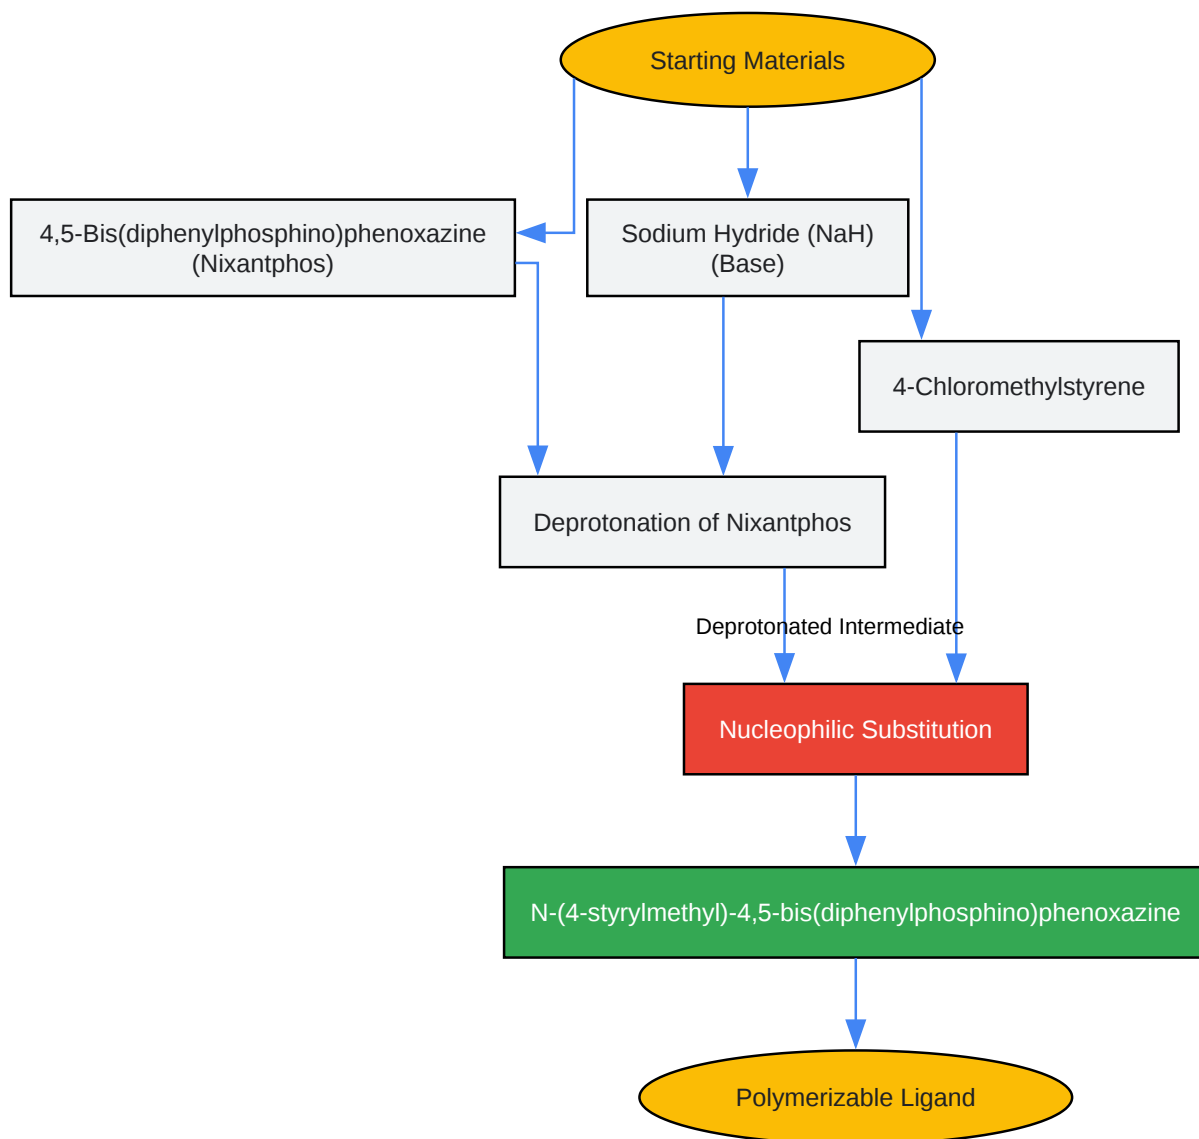 Starting Materials
4,5-Bis(diphenylphosphino)phenoxazine
(Nixantphos)
Sodium Hydride (NaH)
(Base)
4-Chloromethylstyrene
Deprotonation of Nixantphos
Deprotonated Intermediate
Nucleophilic Substitution
N-(4-styrylmethyl)-4,5-bis(diphenylphosphino)phenoxazine
Polymerizable Ligand